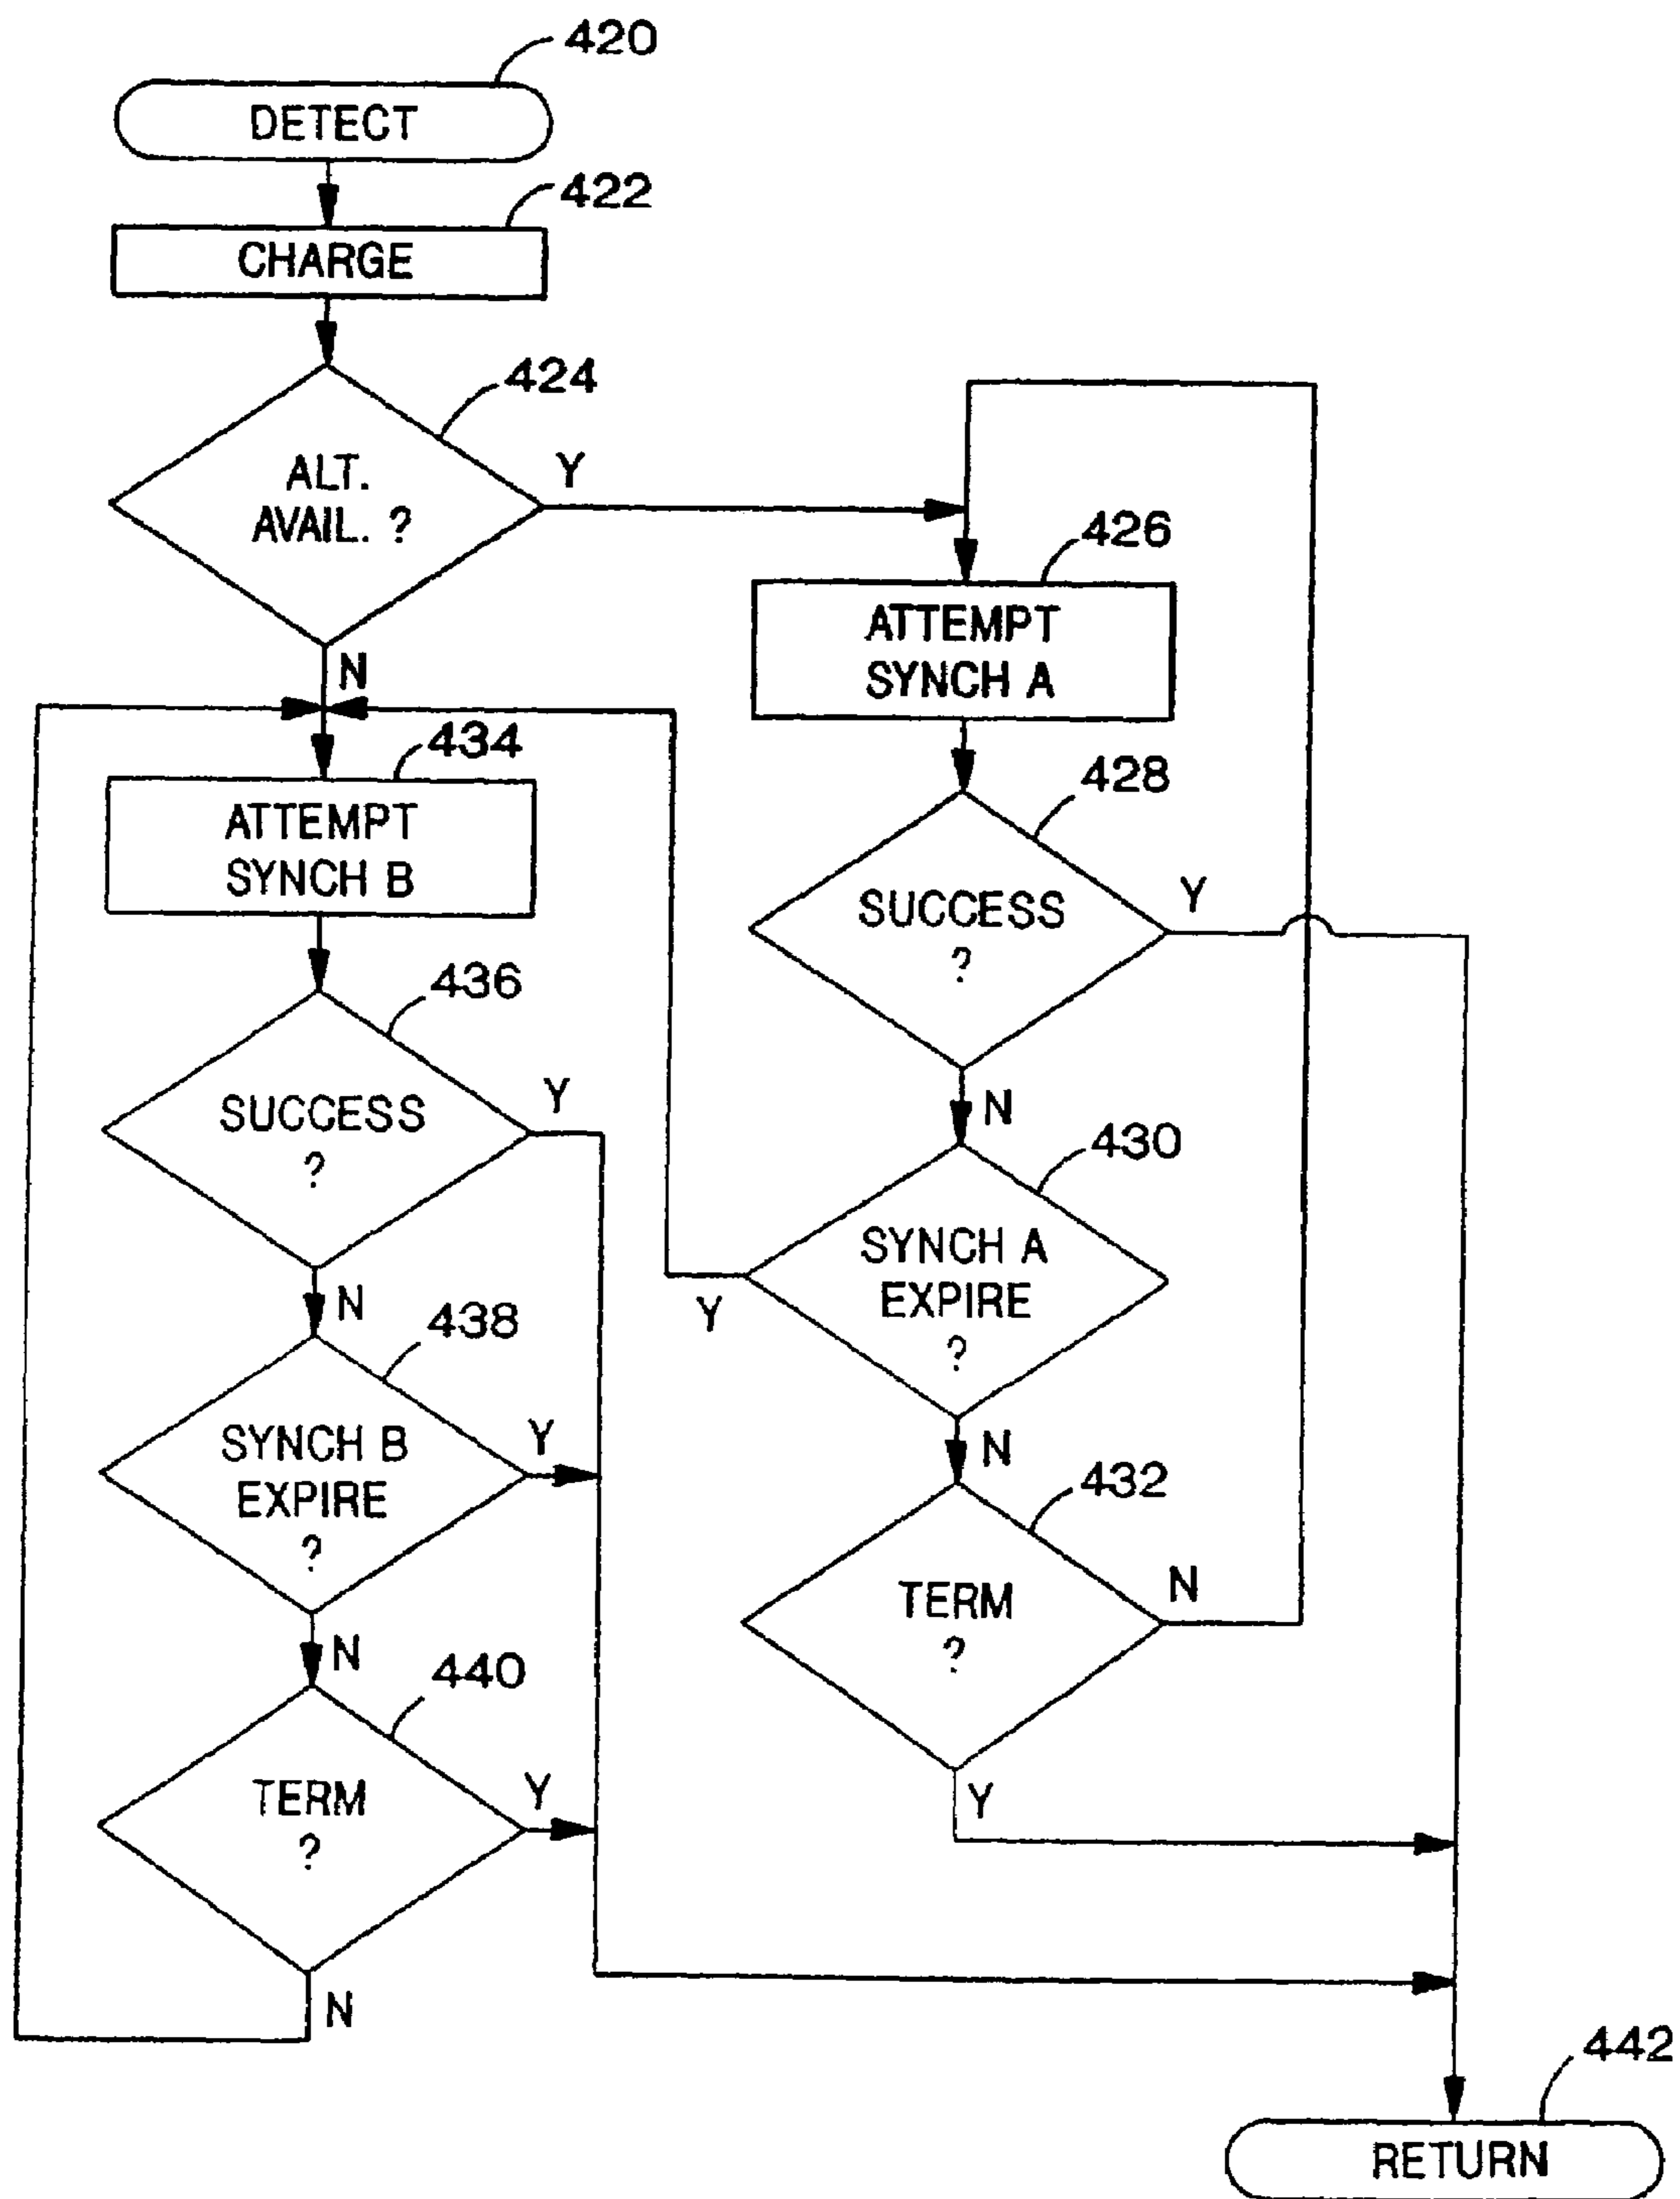 420
DETECT
422
CHARGE
424
ALT.
AVAIL. ?
Y
N
426
ATTEMPT
SYNCH A
428
SUCCESS
?
Y
N
430
SYNCH A
EXPIRE
?
Y
N
432
TERM
?
N
Y
434
ATTEMPT
SYNCH B
436
SUCCESS
?
Y
N
438
SYNCH B
EXPIRE
?
Y
N
440
TERM
?
Y
N
442
RETURN